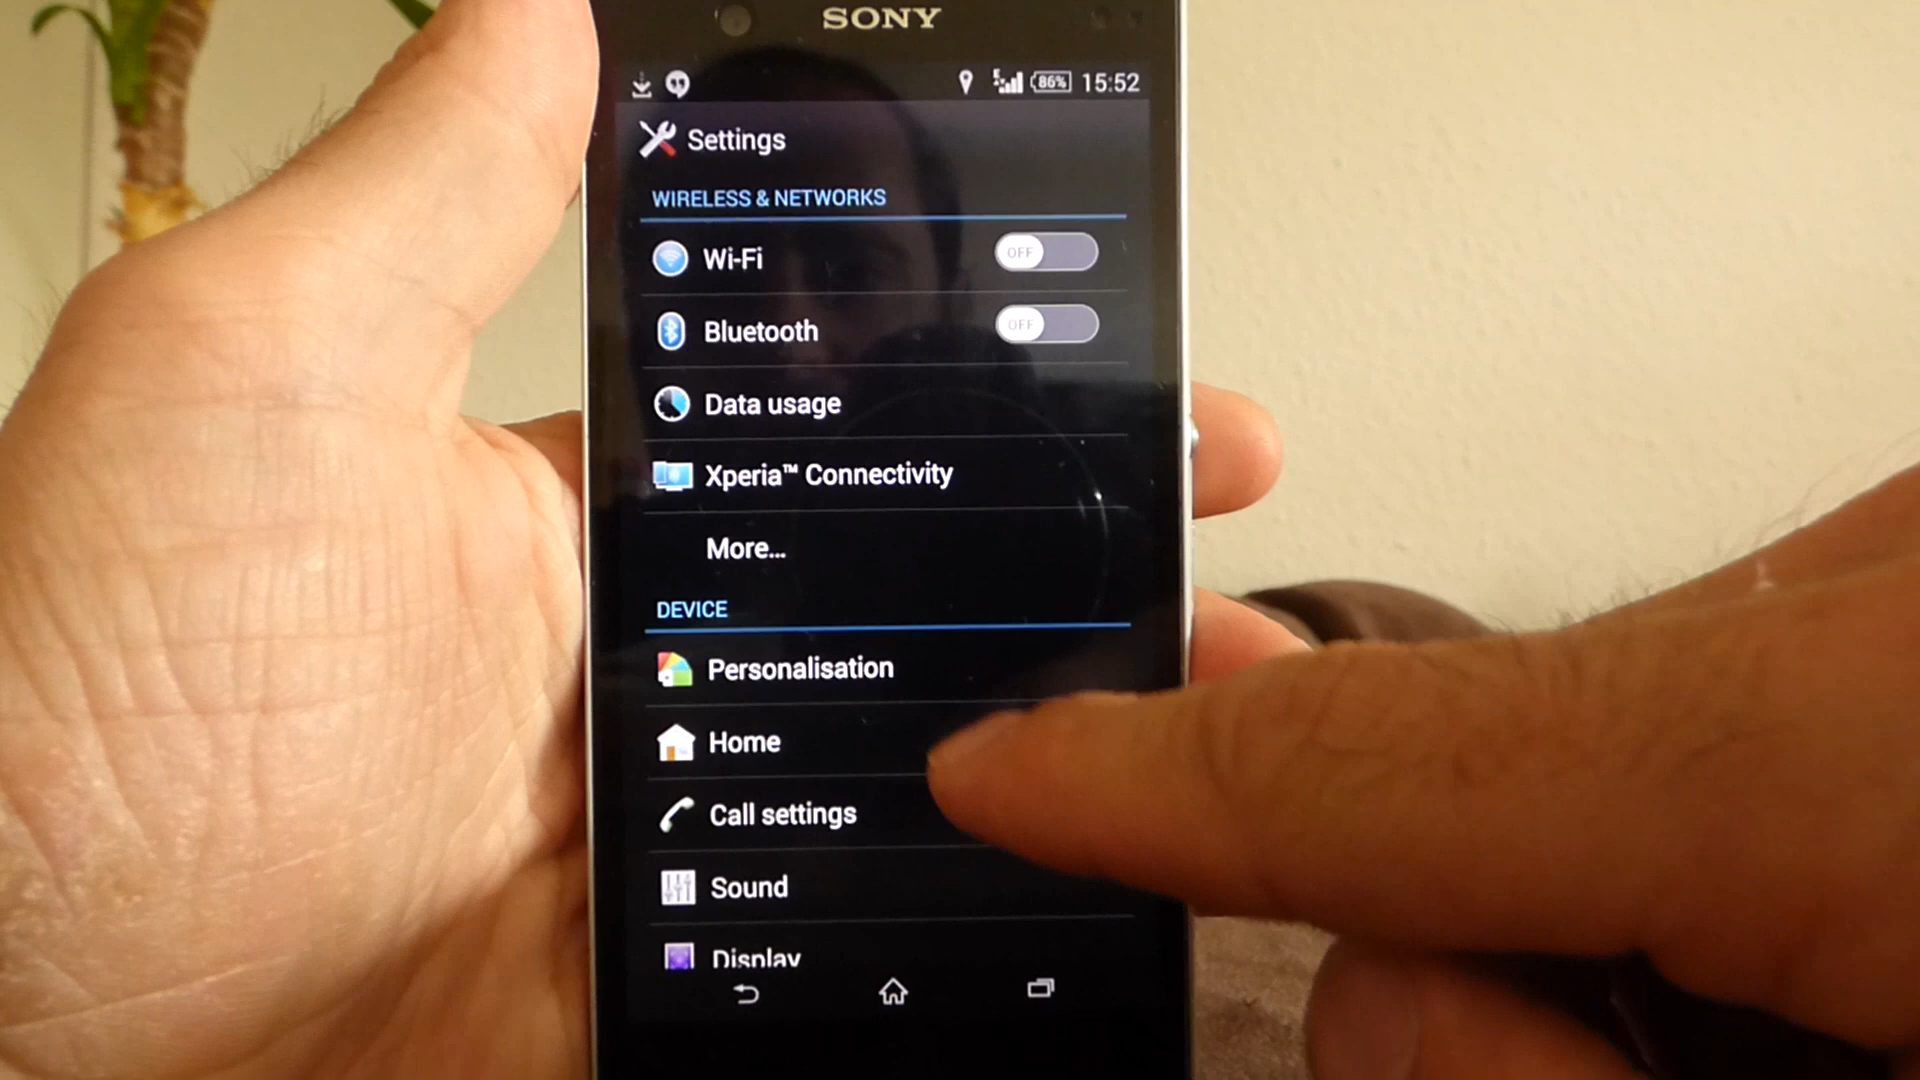 SONY
86% 15:52
Settings
WIRELESS & NETWORKS
Wi-Fi OFF
Bluetooth OFF
Data usage
Xperia™ Connectivity
More...
DEVICE
Personalisation
Home
Call settings
Sound
Display